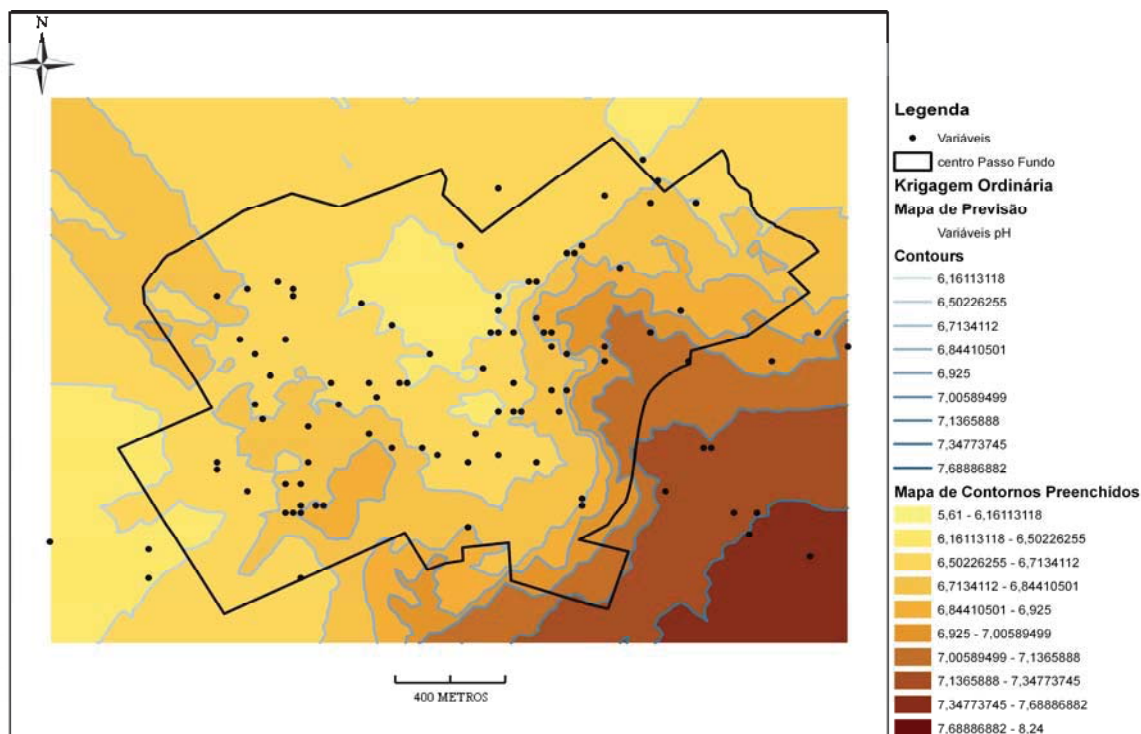 N
400 METROS
Legenda
Variáveis
centro Passo Fundo
Krigagem Ordinária
Mapa de Previsão
Variáveis pH
Contours
6,16113118
6,50226255
6,7134112
6,84410501
6,925
7,00589499
7,1365888
7,34773745
7,68886882
Mapa de Contornos Preenchidos
5,61 - 6,16113118
6,16113118 - 6,50226255
6,50226255 - 6,7134112
6,7134112 - 6,84410501
6,84410501 - 6,925
6,925 - 7,00589499
7,00589499 - 7,1365888
7,1365888 - 7,34773745
7,34773745 - 7,68886882
7,68886882 - 8.24